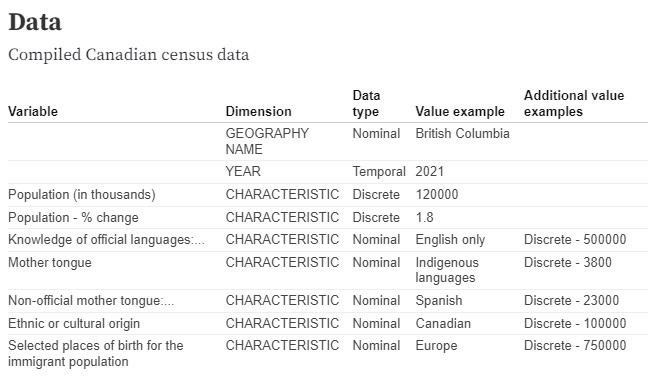 Data
Compiled Canadian census data
Variable Dimension Data type Value example Additional value examples
GEOGRAPHY NAME Nominal British Columbia
YEAR Temporal 2021
Population (in thousands) CHARACTERISTIC Discrete 120000
Population - % change CHARACTERISTIC Discrete 1.8
Knowledge of official languages:... CHARACTERISTIC Nominal English only Discrete - 500000
Mother tongue CHARACTERISTIC Nominal Indigenous languages Discrete - 3800
Non-official mother tongue:... CHARACTERISTIC Nominal Spanish Discrete - 23000
Ethnic or cultural origin CHARACTERISTIC Nominal Canadian Discrete - 100000
Selected places of birth for the immigrant population CHARACTERISTIC Nominal Europe Discrete - 750000